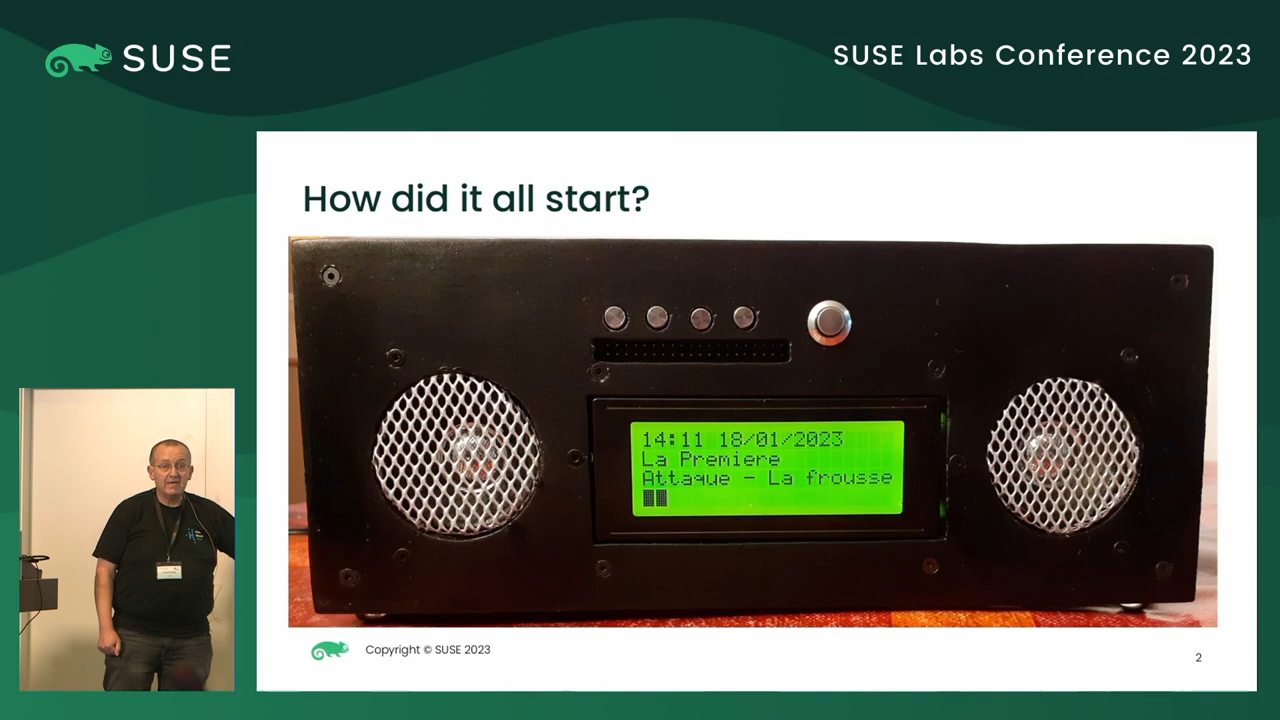 SUSE
SUSE Labs Conference 2023
How did it all start?
14:11 18/01/2023
La Premiere
Attaque - La frousse
Copyright © SUSE 2023
2